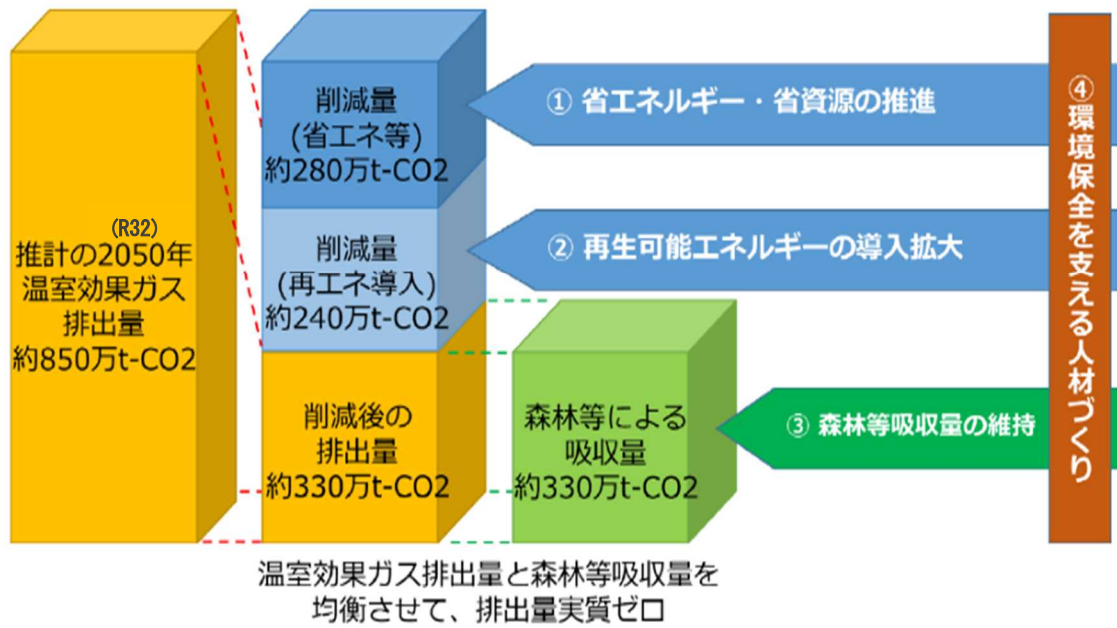 (R32)
推計の2050年
温室効果ガス
排出量
約850万t-CO2
削減量
(省エネ等)
約280万t-CO2
削減量
(再エネ導入)
約240万t-CO2
削減後の
排出量
約330万t-CO2
森林等による
吸収量
約330万t-CO2
① 省エネルギー・省資源の推進
② 再生可能エネルギーの導入拡大
③ 森林等吸収量の維持
④環境保全を支える人材づくり
温室効果ガス排出量と森林等吸収量を
均衡させて、排出量実質ゼロ